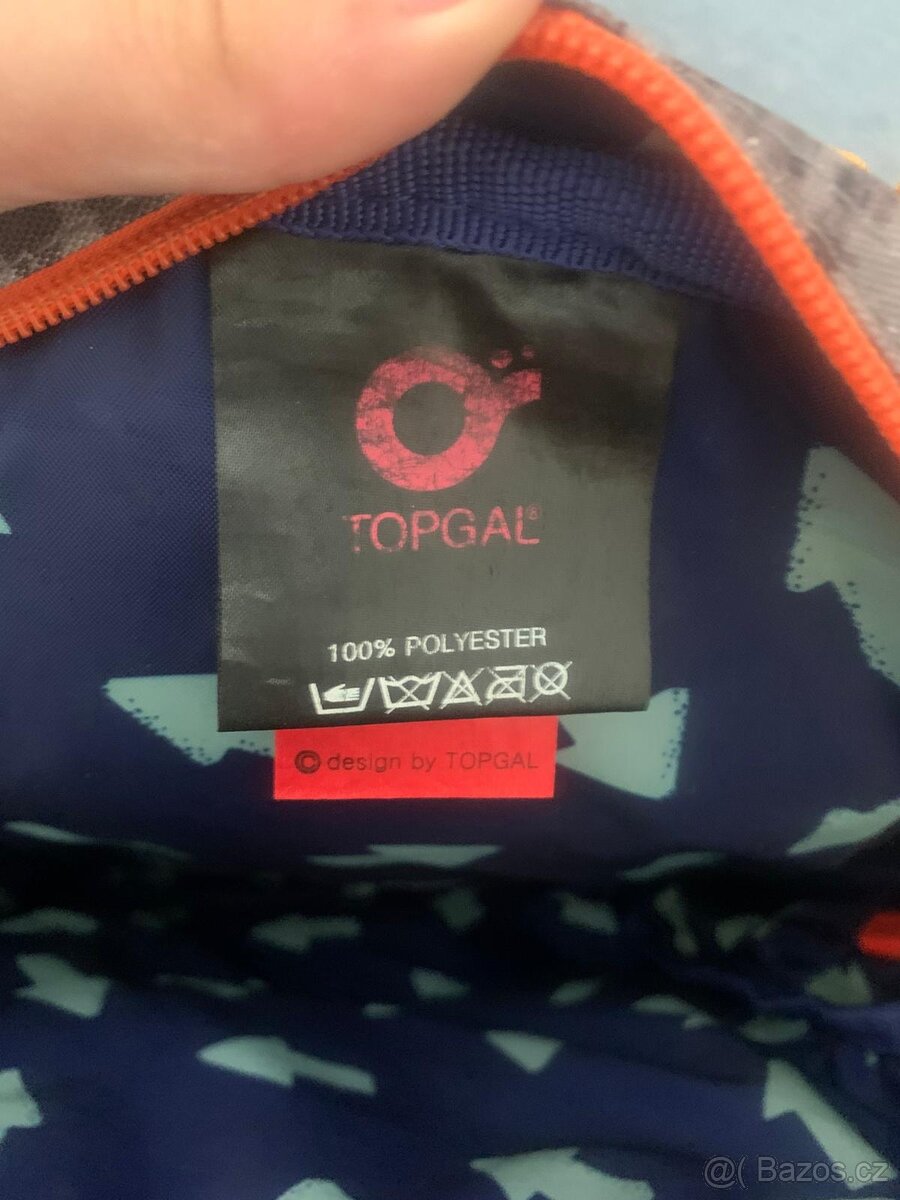 TOPGAL®
100% POLYESTER
© design by TOPGAL
@( Bazos.cz